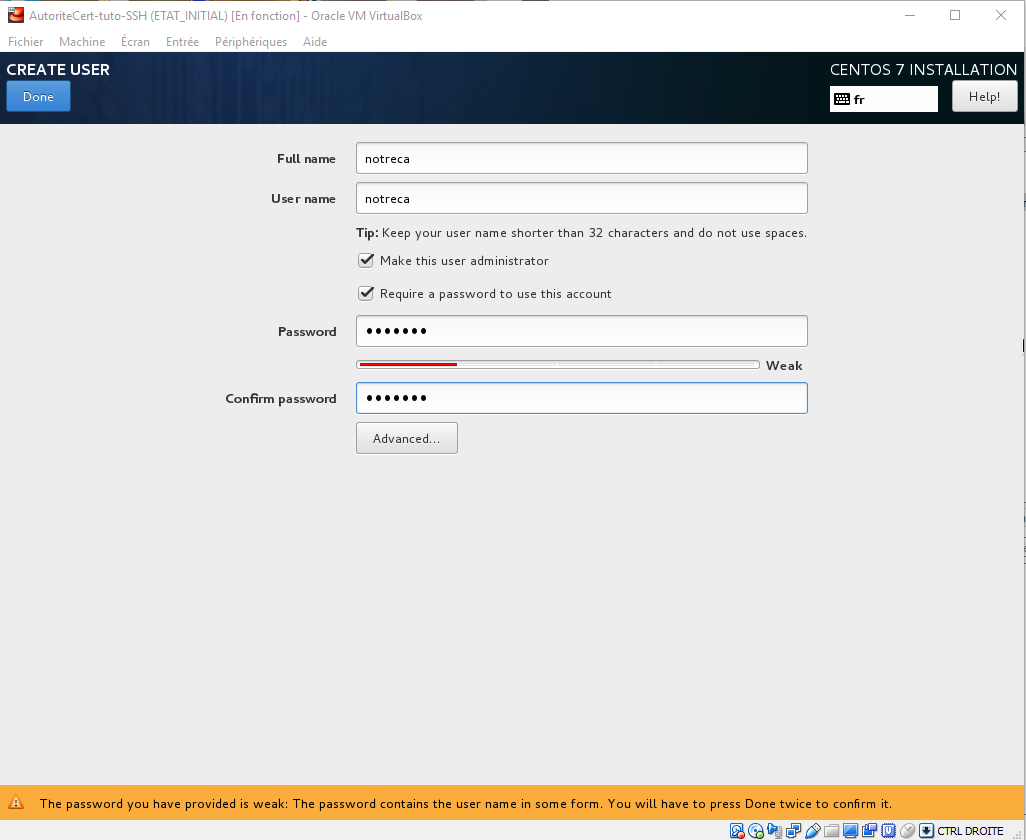 AutoriteCert-tuto-SSH (ETAT_INITIAL) [En fonction] - Oracle VM VirtualBox
Fichier Machine Écran Entrée Périphériques Aide
CREATE USER
CENTOS 7 INSTALLATION
Done
fr
Help!
Full name
notreca
User name
notreca
Tip: Keep your user name shorter than 32 characters and do not use spaces.
Make this user administrator
Require a password to use this account
Password
•••••••
Weak
Confirm password
•••••••
Advanced...
The password you have provided is weak: The password contains the user name in some form. You will have to press Done twice to confirm it.
CTRL DROITE